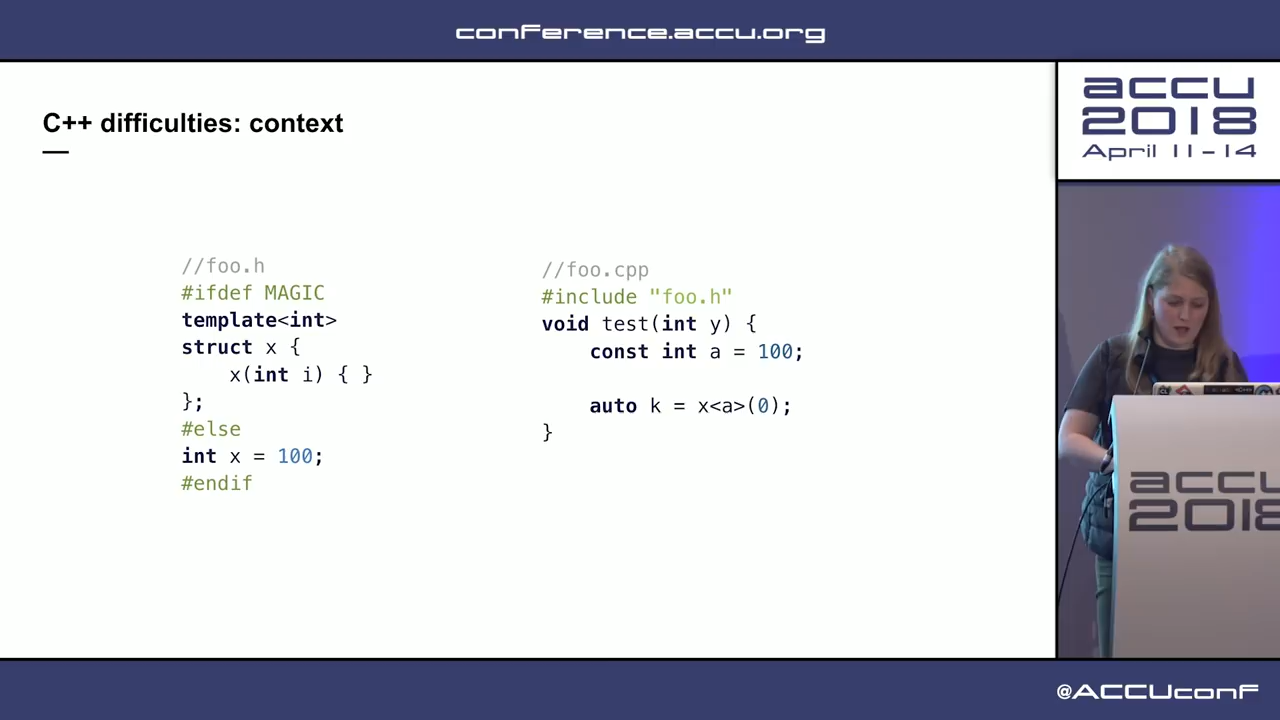 conference.accu.org
C++ difficulties: context
//foo.h
#ifdef MAGIC
template<int>
struct x {
    x(int i) { }
};
#else
int x = 100;
#endif
//foo.cpp
#include "foo.h"
void test(int y) {
    const int a = 100;
    auto k = x<a>(0);
}
accu
2018
April 11-14
accu
2018
@ACCUconf